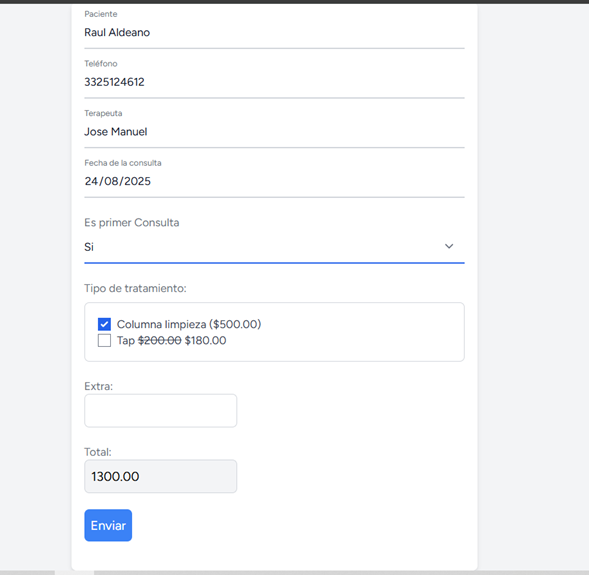 Paciente
Raul Aldeano
Teléfono
3325124612
Terapeuta
Jose Manuel
Fecha de la consulta
24/08/2025
Es primer Consulta
Si
Tipo de tratamiento:
Columna limpieza ($500.00)
Tap $200.00 $180.00
Extra:
Total:
1300.00
Enviar